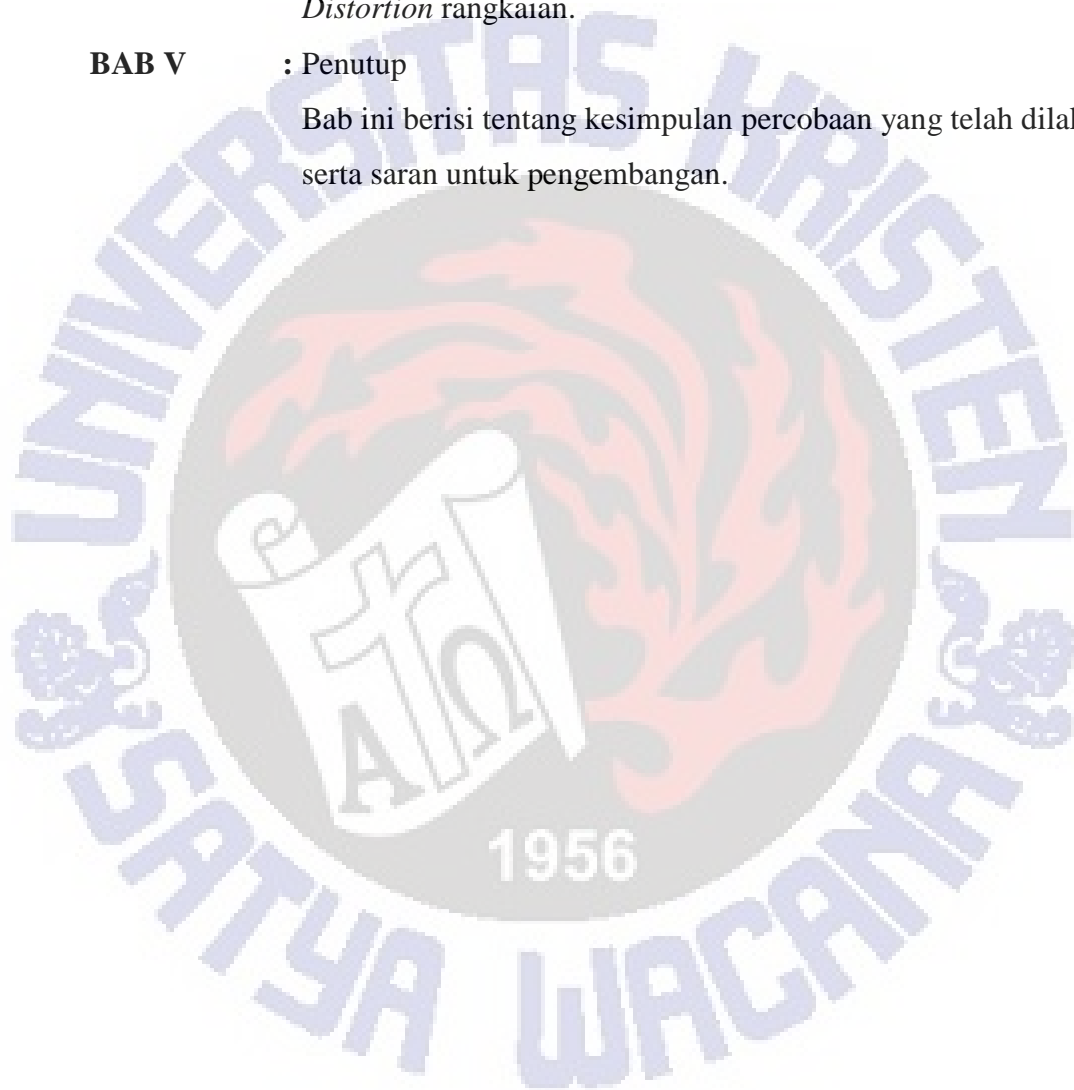 Distortion rangkaian.
BAB V : Penutup
Bab ini berisi tentang kesimpulan percobaan yang telah
serta saran untuk pengembangan.
UNIVERSITAS KRISTEN
Α Ω
1956
SATYA WACANA